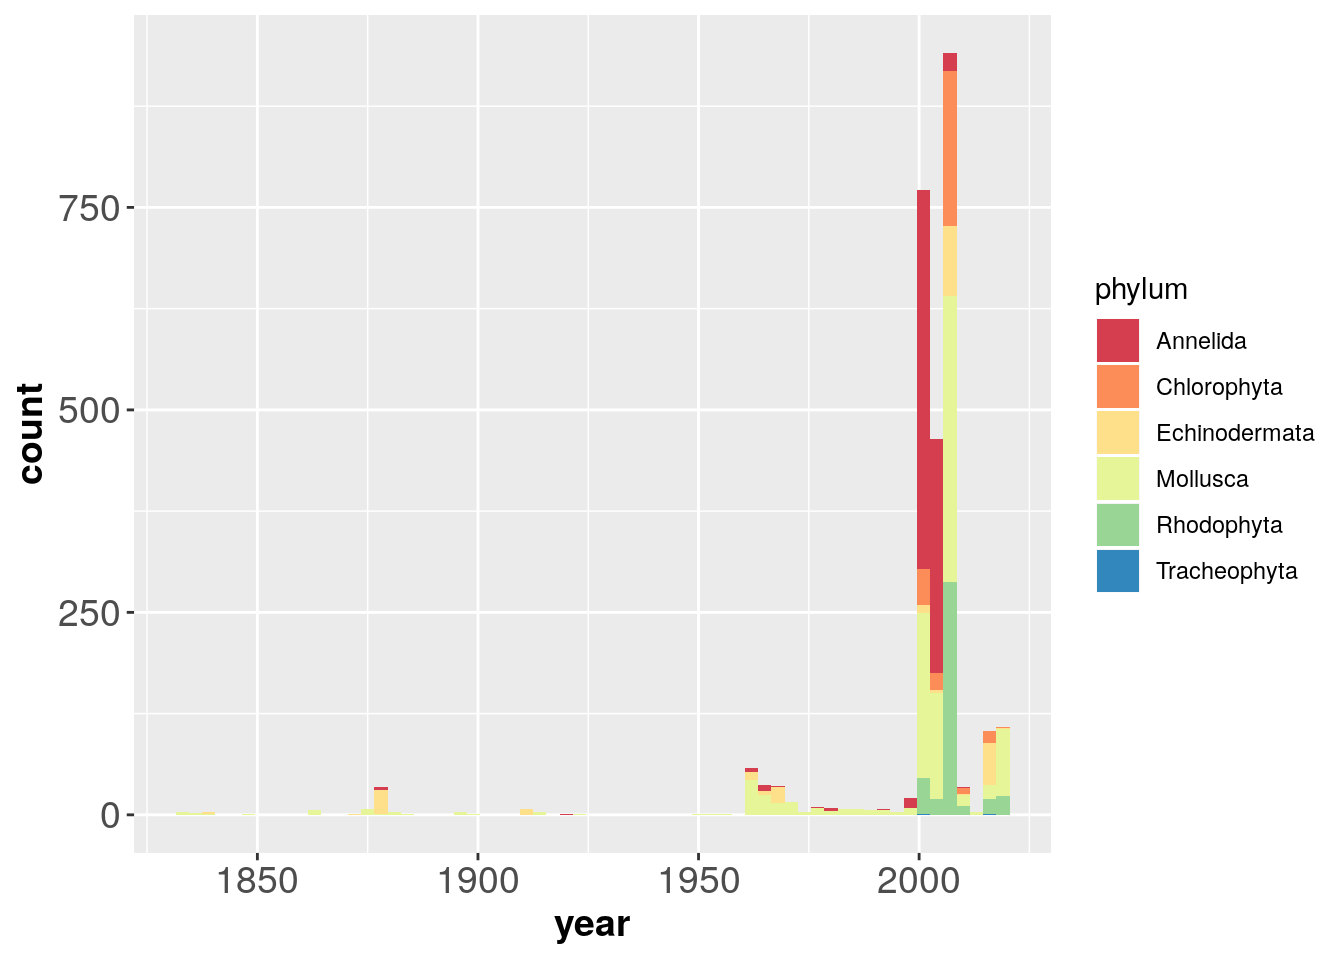 750
500
250
0
count
1850 1900 1950 2000
year
phylum
Annelida
Chlorophyta
Echinodermata
Mollusca
Rhodophyta
Tracheophyta